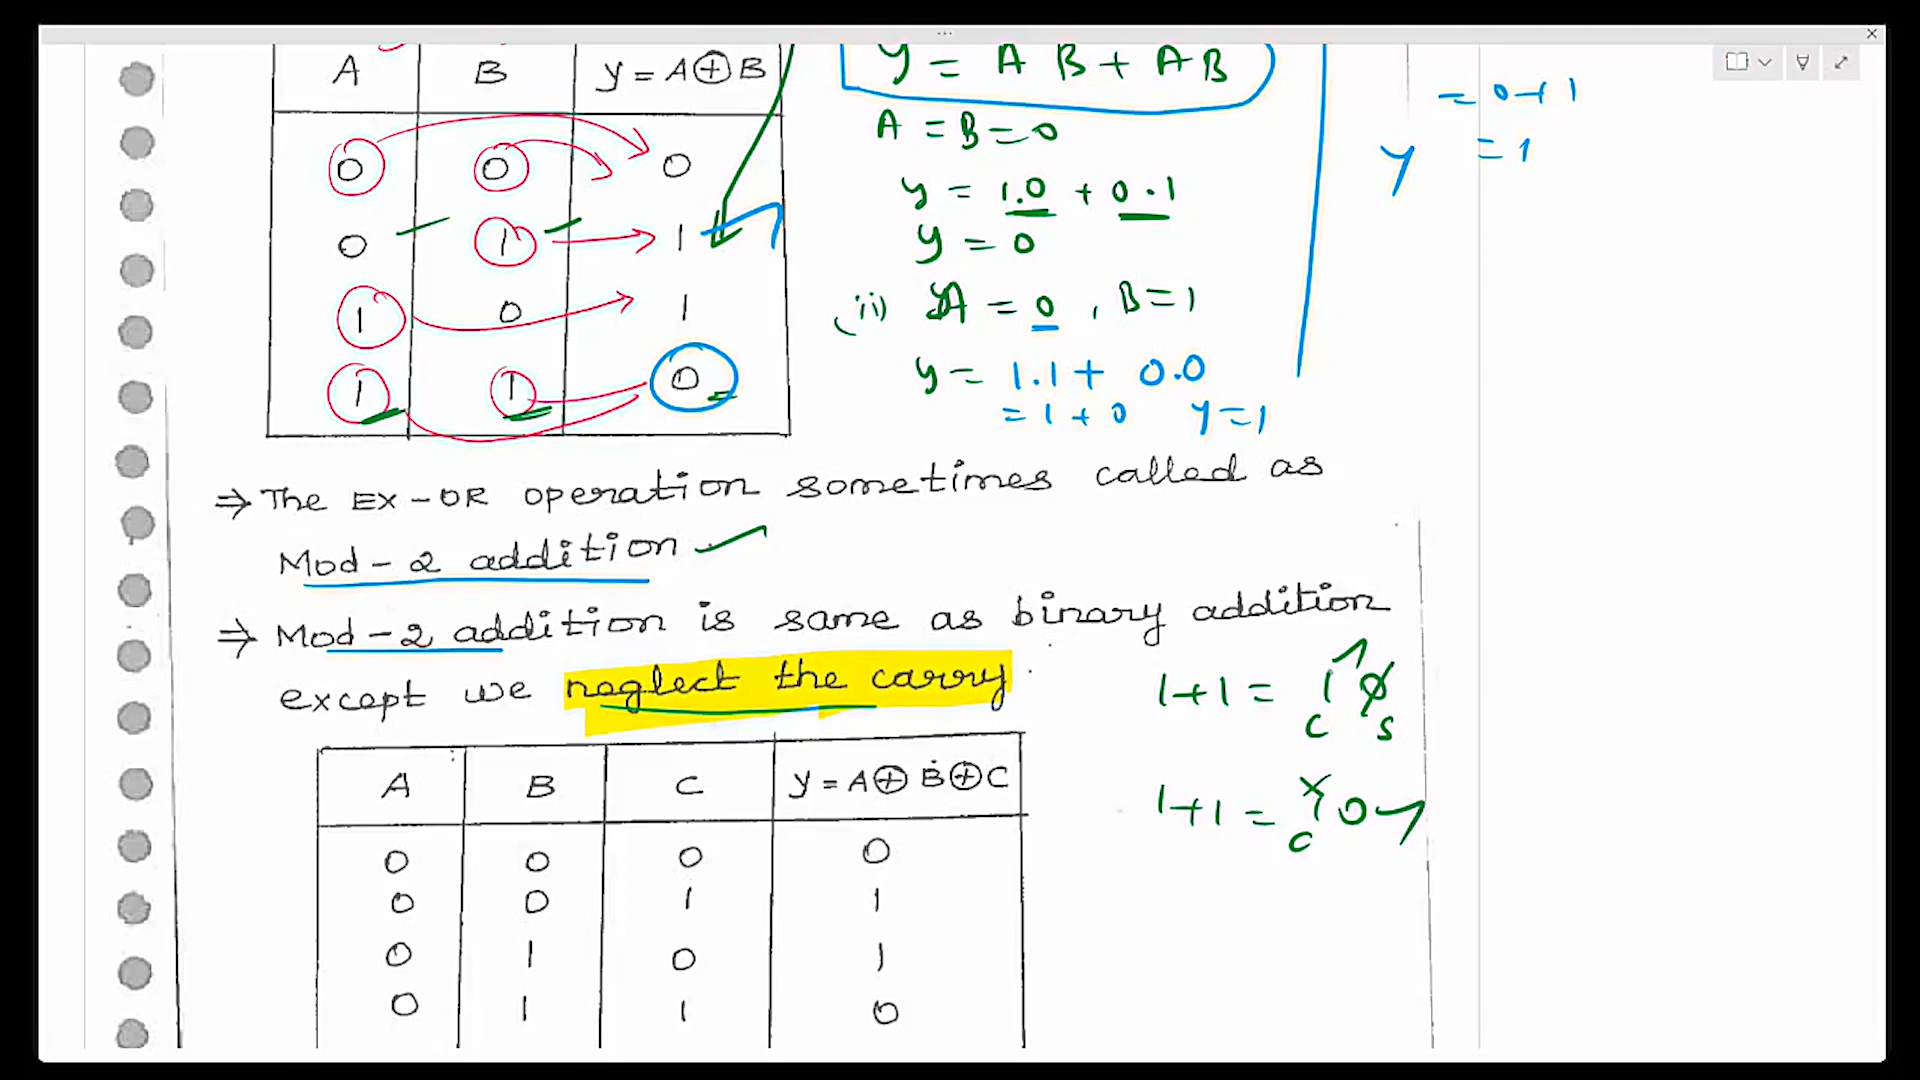 A B y = A ⊕ B
0 0 0
0 1 1
1 0 1
1 1 0
y = A B + A B
A = B = 0
y = 1.0 + 0.1
y = 0
(ii) A = 0 , B = 1
y = 1.1 + 0.0
= 1 + 0 y = 1
= 0 + 1
y = 1
⇒ The EX-OR operation sometimes called as
Mod-2 addition
⇒ Mod-2 addition is same as binary addition
except we neglect the carry.
1+1 = 1 0
C S
1+1 = 1 0
C
A B C y = A ⊕ B ⊕ C
0 0 0 0
0 0 1 1
0 1 0 1
0 1 1 0